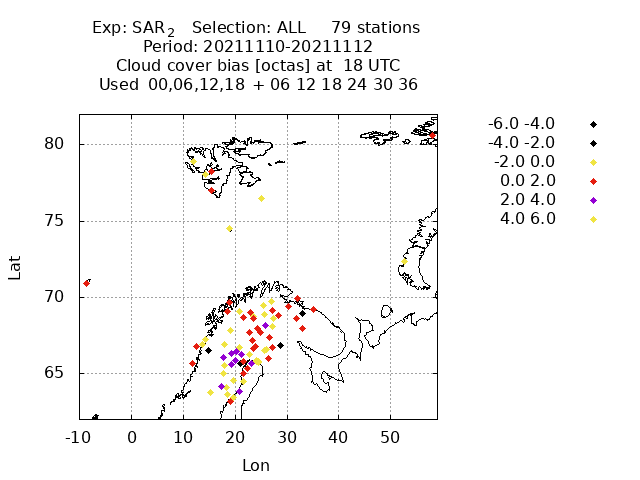 Exp: SAR2 Selection: ALL 79 stations
Period: 20211110-20211112
Cloud cover bias [octas] at 18 UTC
Used 00,06,12,18 + 06 12 18 24 30 36
-6.0 -4.0
-4.0 -2.0
-2.0 0.0
0.0 2.0
2.0 4.0
4.0 6.0
Lat
80
75
70
65
-10 0 10 20 30 40 50
Lon